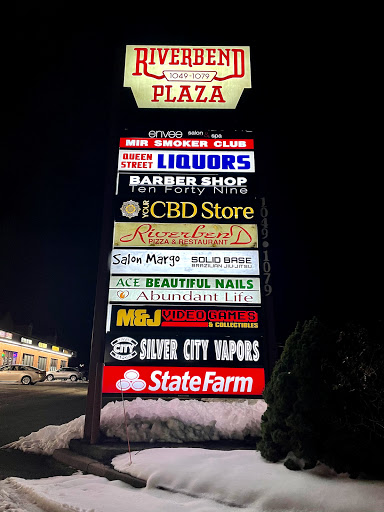 RIVERBEND
1049-1079
PLAZA
envee salon spa
MIR SMOKER CLUB
QUEEN STREET LIQUORS
BARBER SHOP
Ten Forty Nine
YOUR CBD Store
RiverbenD
PIZZA & RESTAURANT
Salon Margo SOLID BASE
BRAZILIAN JIU JITSU
ACE BEAUTIFUL NAILS
Abundant Life
M&J VIDEO GAMES
& COLLECTIBLES
CITY SILVER CITY VAPORS
State Farm
1049-1079